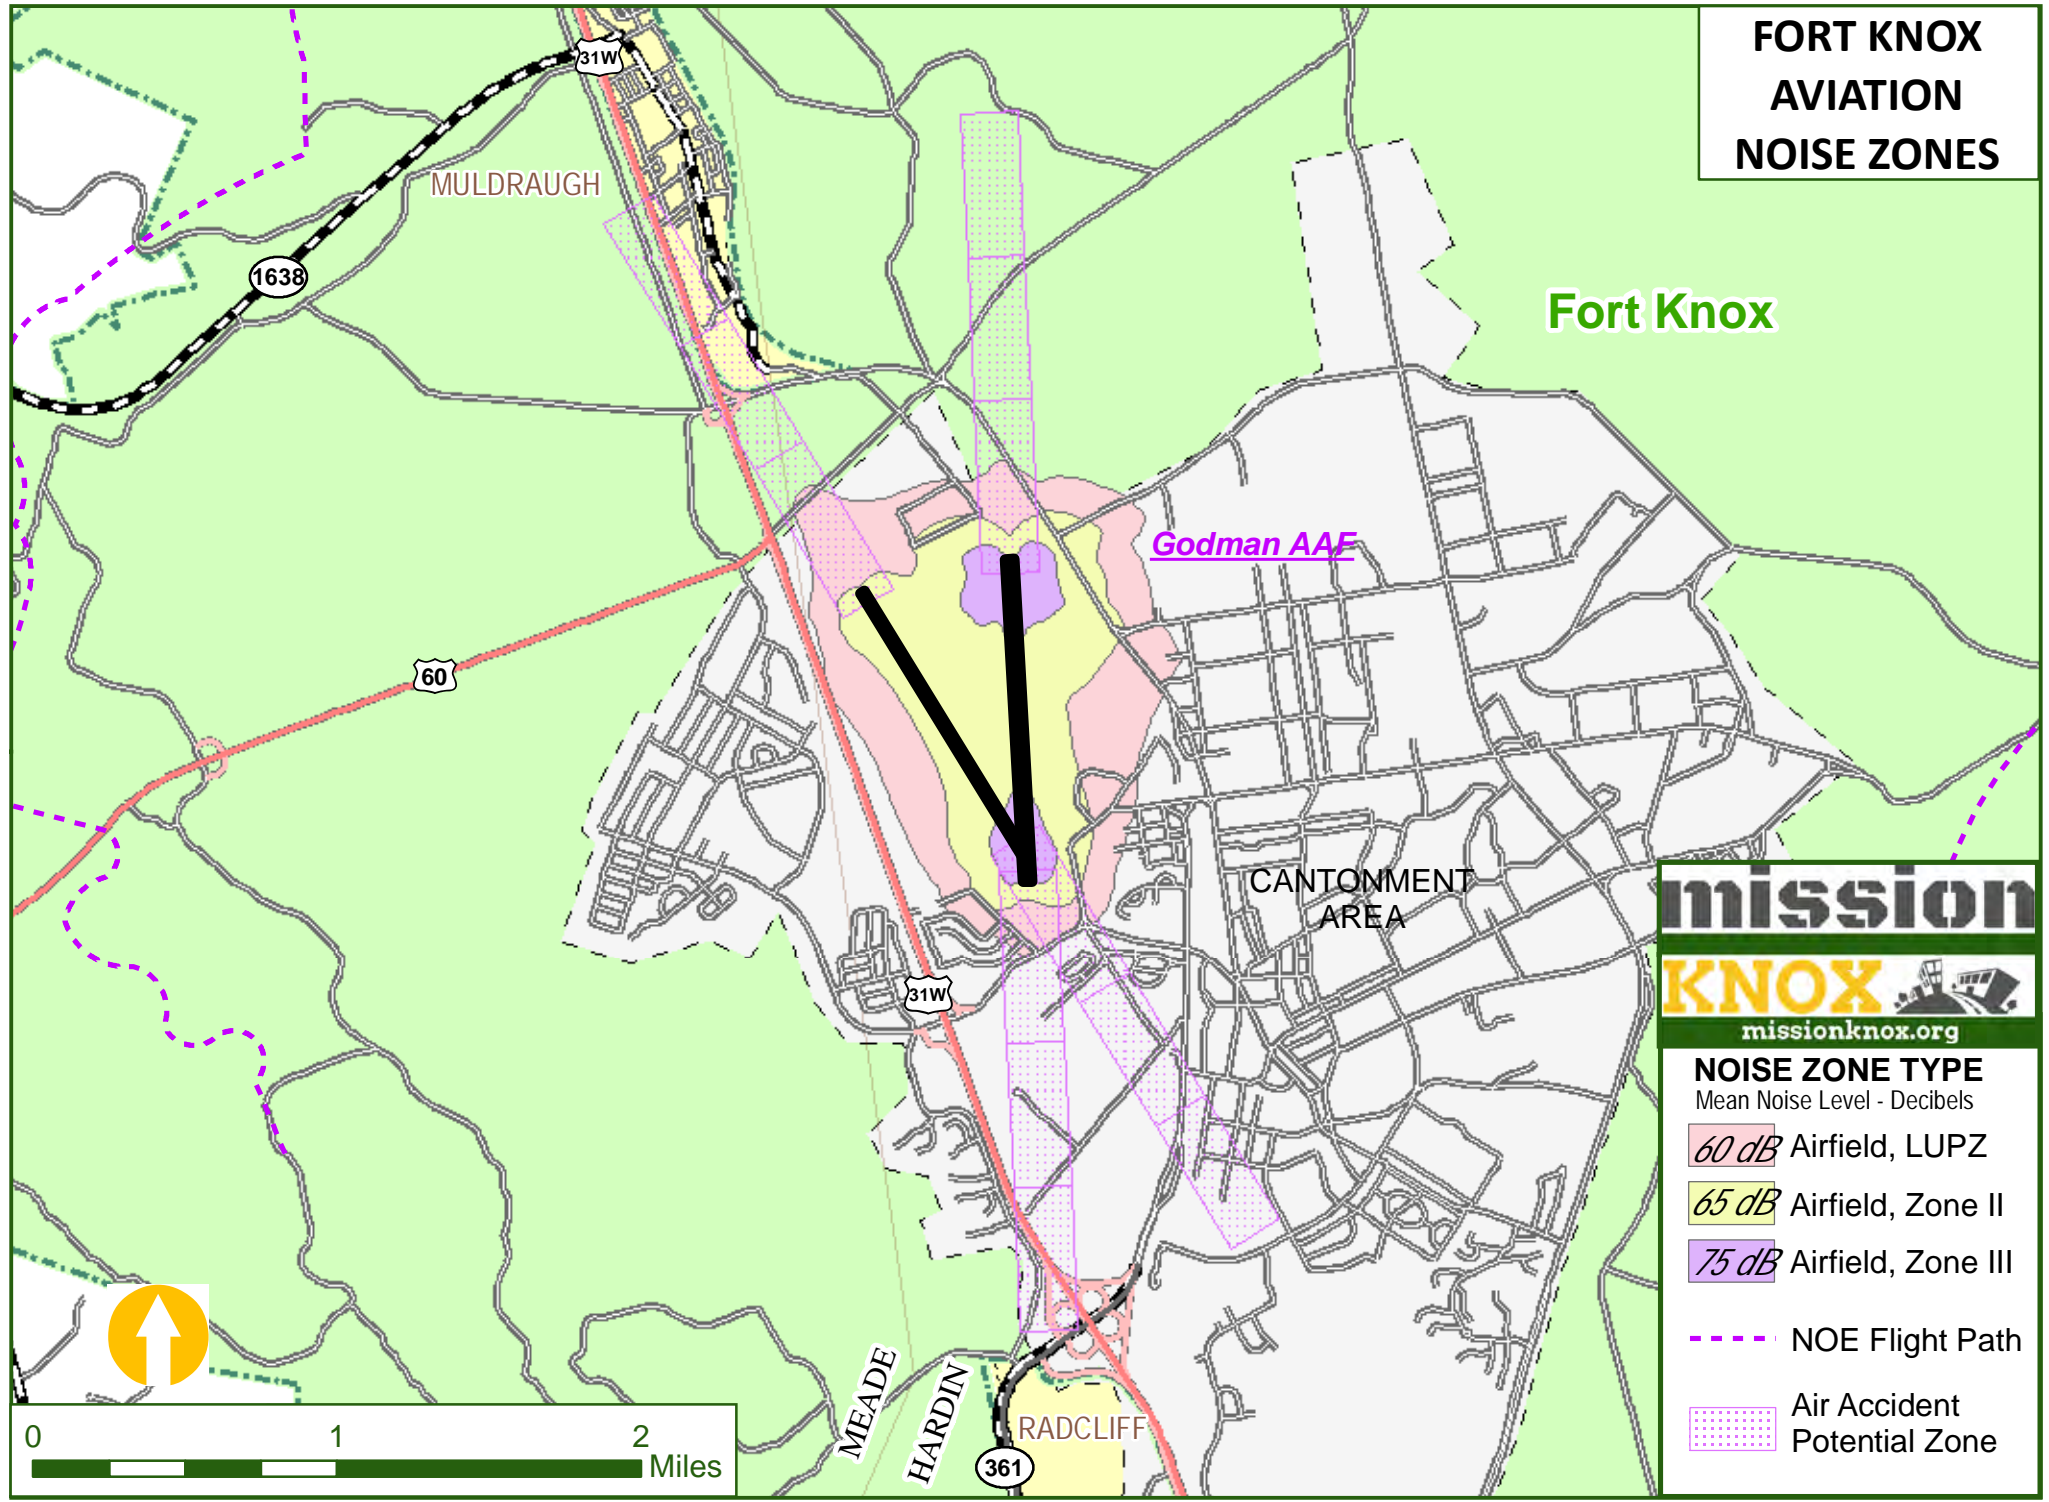 FORT KNOX
AVIATION
NOISE ZONES
31W
MULDRAUGH
1638
Fort Knox
Godman AAF
60
CANTONMENT
AREA
31W
mission
KNOX
missionknox.org
NOISE ZONE TYPE
Mean Noise Level - Decibels
60 dB Airfield, LUPZ
65 dB Airfield, Zone II
75 dB Airfield, Zone III
NOE Flight Path
Air Accident
Potential Zone
MEADE
HARDIN
RADCLIFF
361
0 1 2
Miles